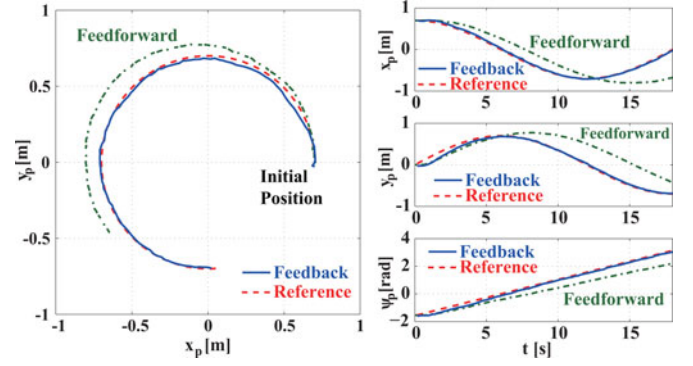 Feedforward
1
0.5
0
-0.5
-1
y_p [m]
Initial
Position
Feedback
Reference
-1 -0.5 0 0.5 1
x_p [m]
1
0
-1
x_p [m]
Feedforward
Feedback
Reference
0 5 10 15
1
0
-1
y_p [m]
Feedforward
Feedback
Reference
0 5 10 15
4
2
0
−2
ψ_p [rad]
Feedback
Reference
Feedforward
0 5 10 15
t [s]